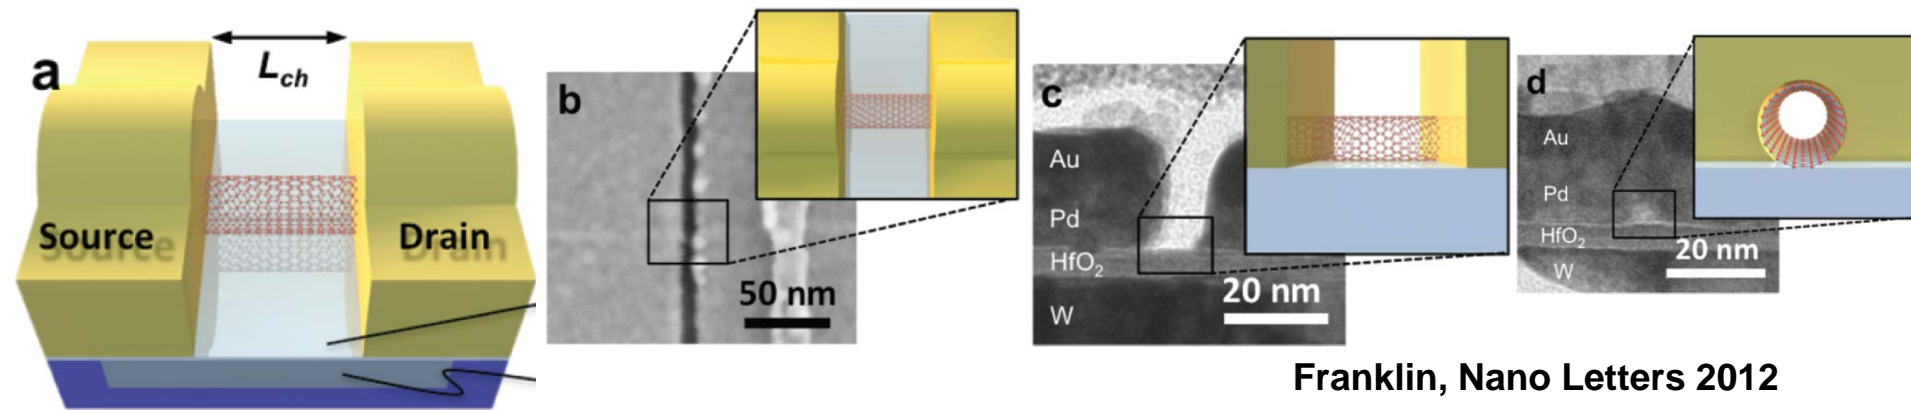 a
L_ch
Source
Drain
b
50 nm
c
Au
Pd
HfO₂
W
20 nm
d
Au
Pd
HfO₂
W
20 nm
Franklin, Nano Letters 2012